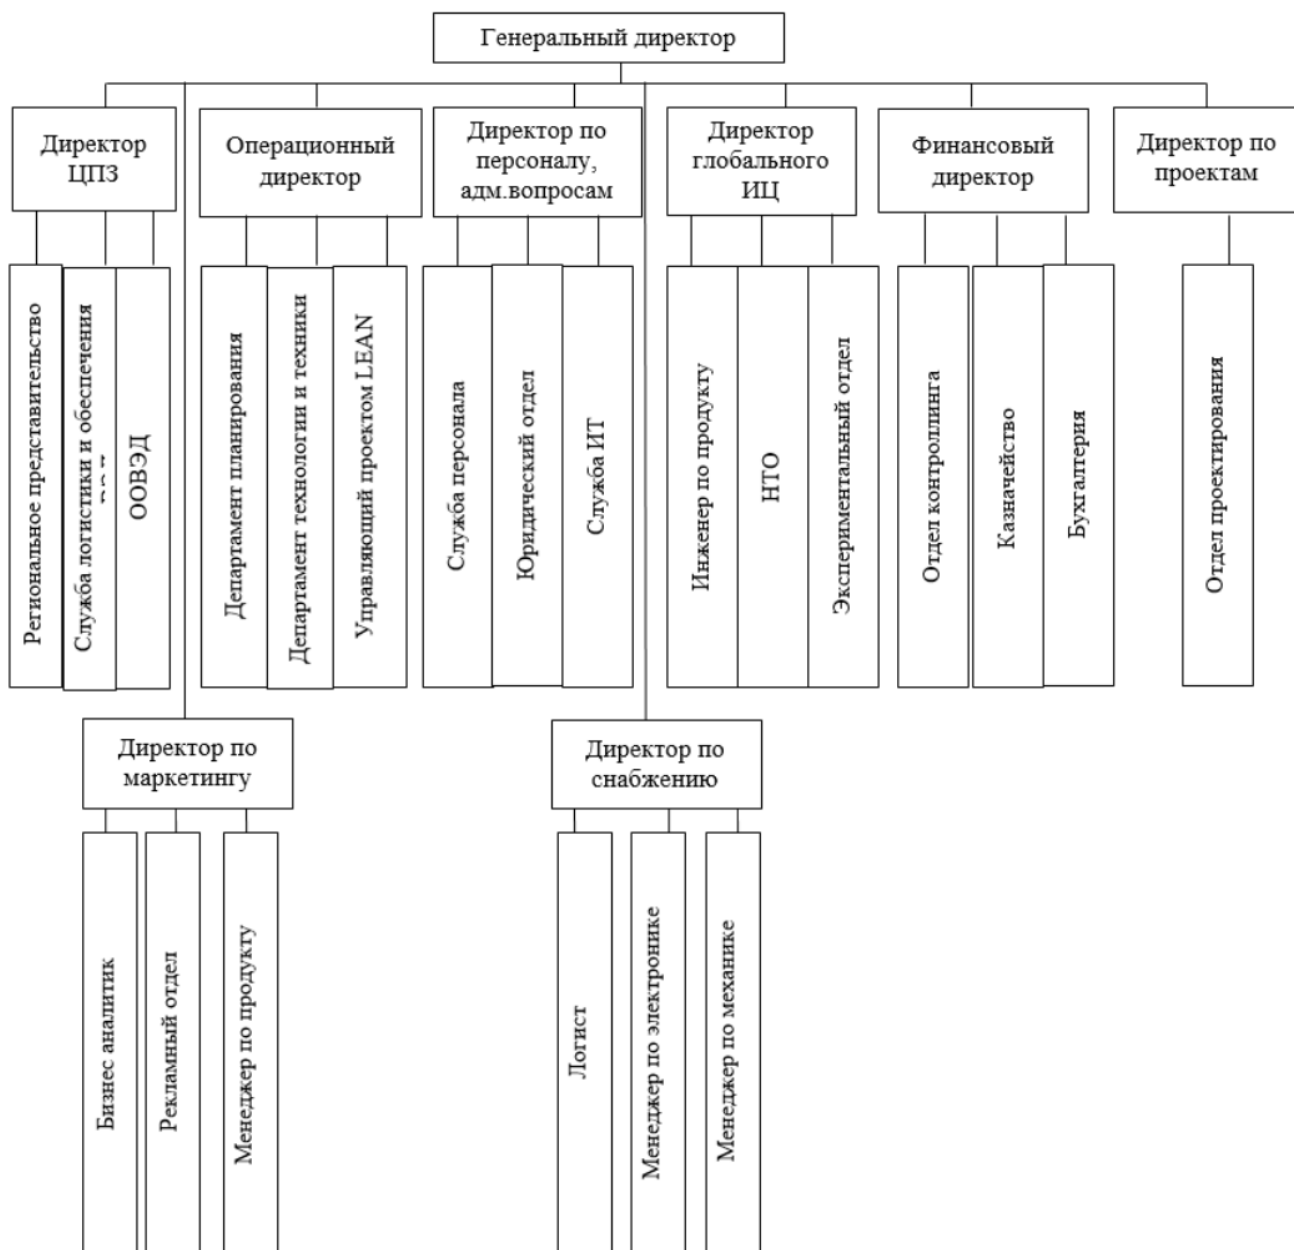 Генеральный директор
Директор
ЦПЗ
Операционный
директор
Директор по
персоналу,
адм.вопросам
Директор
глобального
ИЦ
Финансовый
директор
Директор по
проектам
Региональное представительство
Служба логистики и обеспечения
ООВЭД
Департамент планирования
Департамент технологии и техники
Управляющий проектом LEAN
Служба персонала
Юридический отдел
Служба ИТ
Инженер по продукту
НТО
Экспериментальный отдел
Отдел контроллинга
Казначейство
Бухгалтерия
Отдел проектирования
Директор по
маркетингу
Директор по
снабжению
Бизнес аналитик
Рекламный отдел
Менеджер по продукту
Логист
Менеджер по электронике
Менеджер по механике